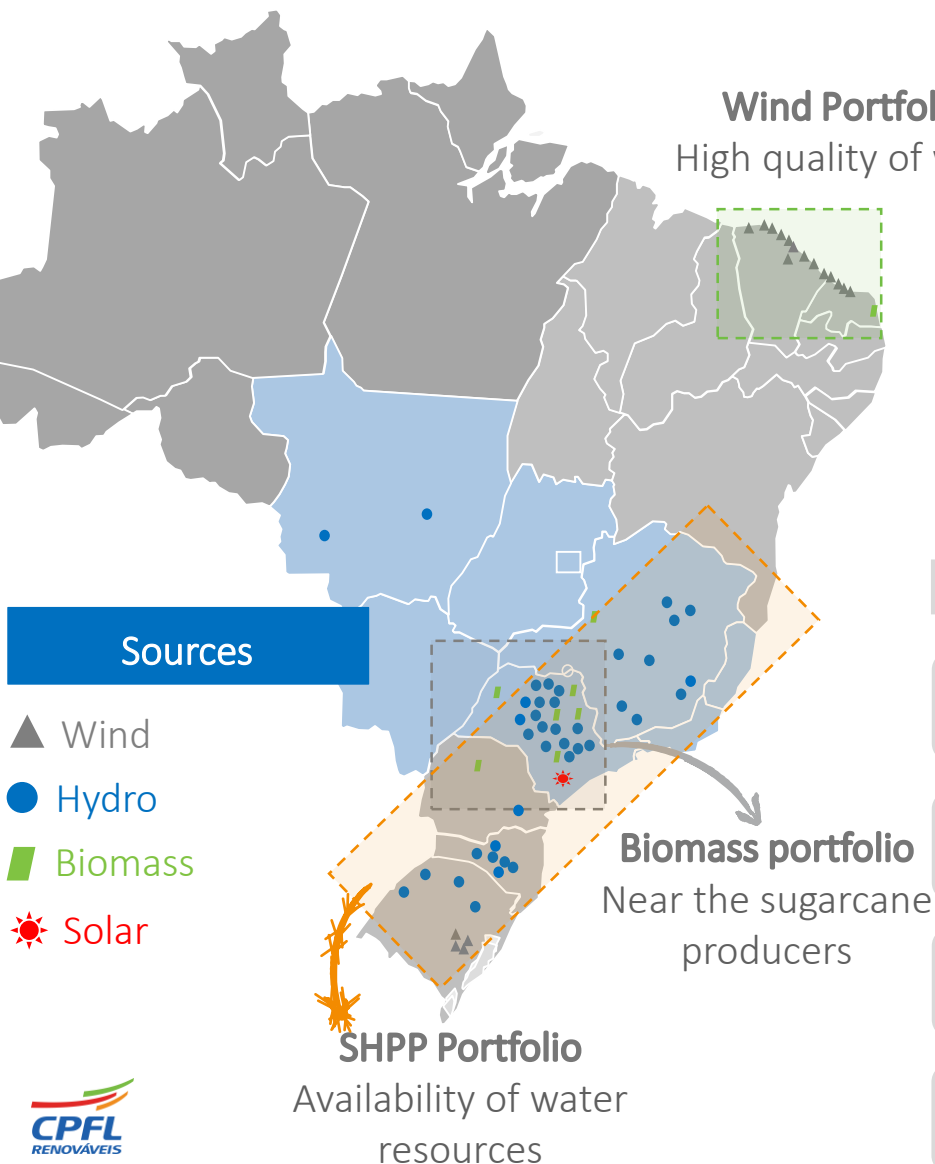 Wind Portfol
High quality of
Sources
Wind
Hydro
Biomass
Solar
Biomass portfolio
Near the sugarcane
producers
SHPP Portfolio
Availability of water
resources
CPFL
RENOVÁVEIS